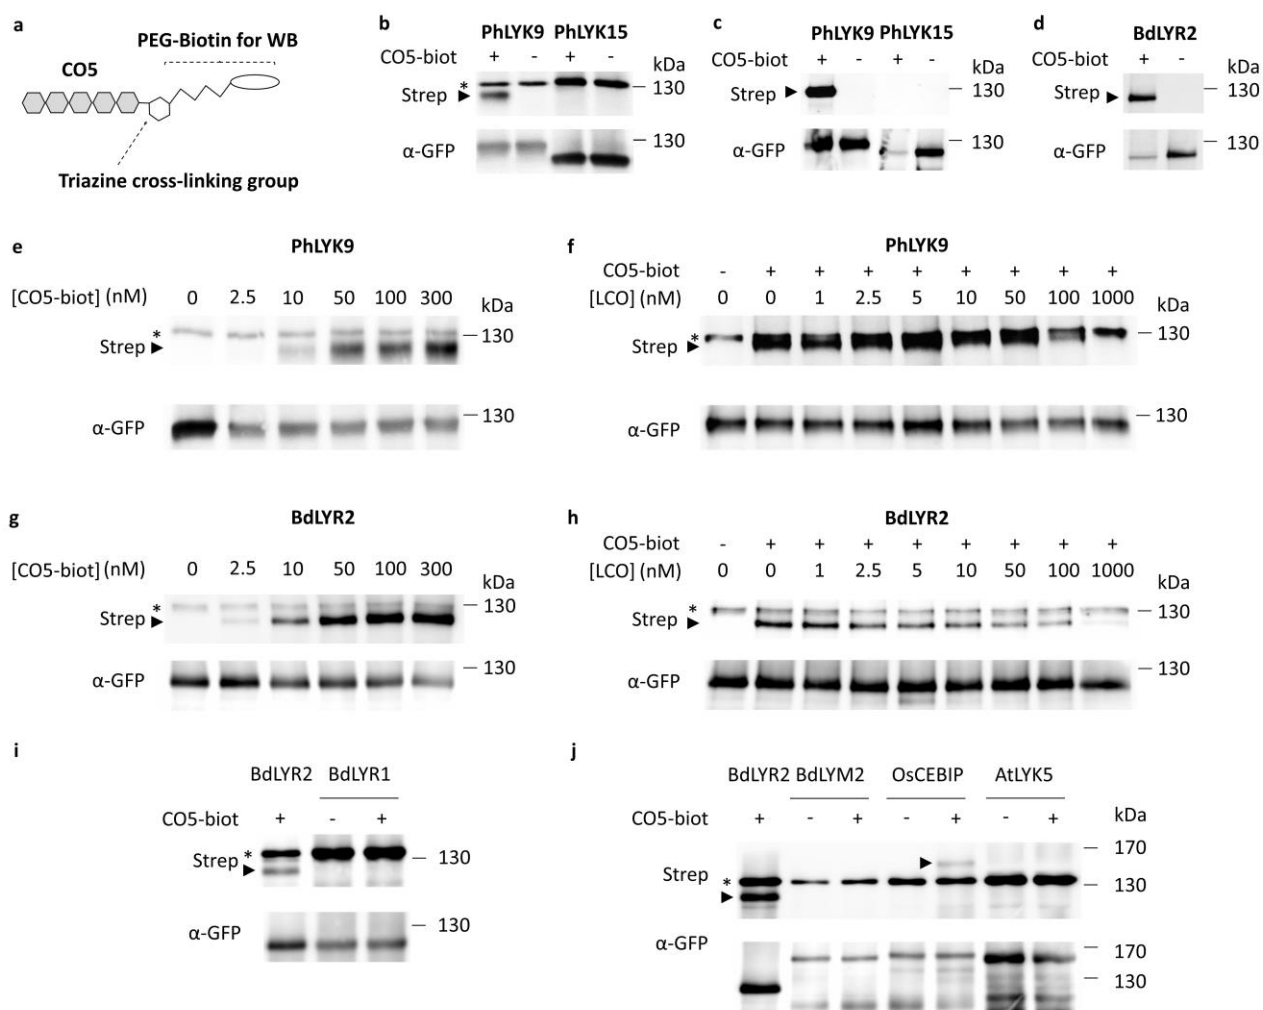 a
PEG-Biotin for WB
CO5
Triazine cross-linking group
b
PhLYK9 PhLYK15
CO5-biot + - + -
kDa
*
Strep
130
α-GFP
130
c
PhLYK9 PhLYK15
CO5-biot + - + -
kDa
Strep
130
α-GFP
130
d
BdLYR2
CO5-biot + -
kDa
Strep
130
α-GFP
130
e
PhLYK9
[CO5-biot] (nM) 0 2.5 10 50 100 300
kDa
*
130
Strep
130
α-GFP
f
PhLYK9
CO5-biot - + + + + + + + +
[LCO] (nM) 0 0 1 2.5 5 10 50 100 1000
kDa
130
*
Strep
130
α-GFP
g
BdLYR2
[CO5-biot] (nM) 0 2.5 10 50 100 300
kDa
* 130
Strep
130
α-GFP
h
BdLYR2
CO5-biot - + + + + + + + +
[LCO] (nM) 0 0 1 2.5 5 10 50 100 1000
kDa
* 130
Strep
130
α-GFP
i
BdLYR2 BdLYR1
CO5-biot + - +
*
130
Strep
130
α-GFP
j
BdLYR2 BdLYM2 OsCEBIP AtLYK5
CO5-biot + - + - + - +
kDa
170
Strep
*
130
α-GFP
170
130